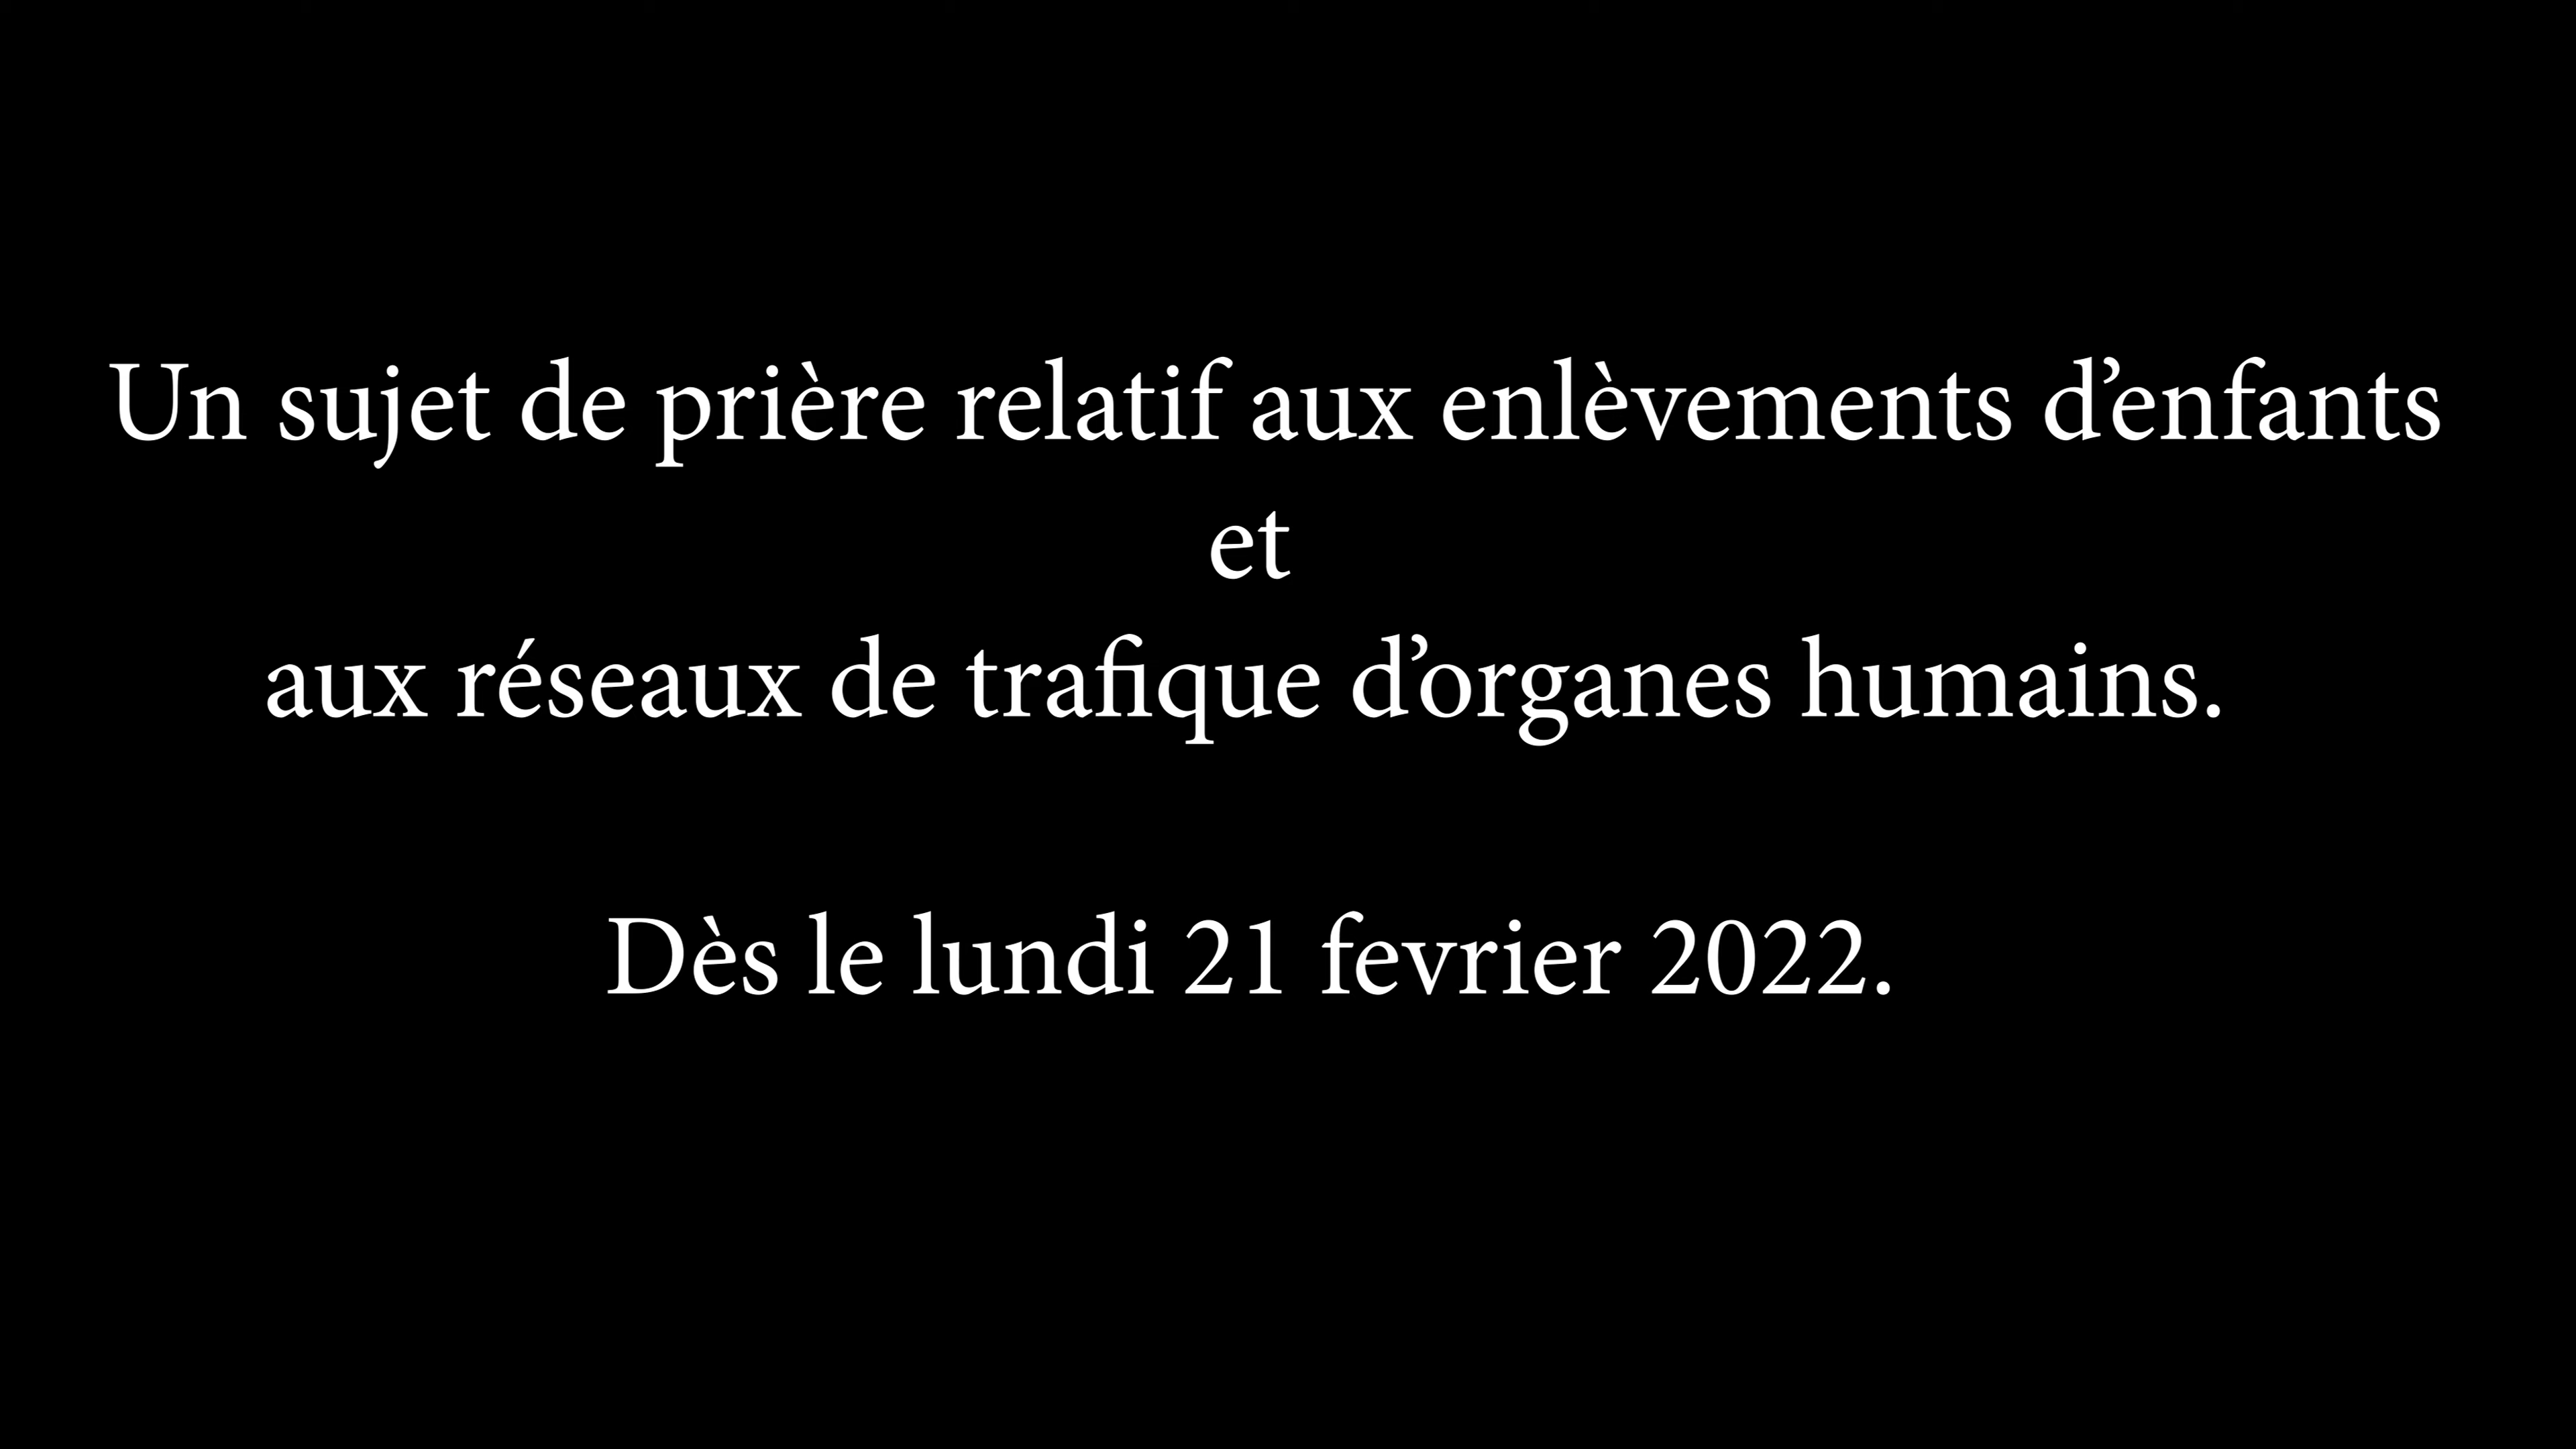 Un sujet de prière relatif aux enlèvements d’enfants
et
aux réseaux de trafique d’organes humains.
Dès le lundi 21 fevrier 2022.